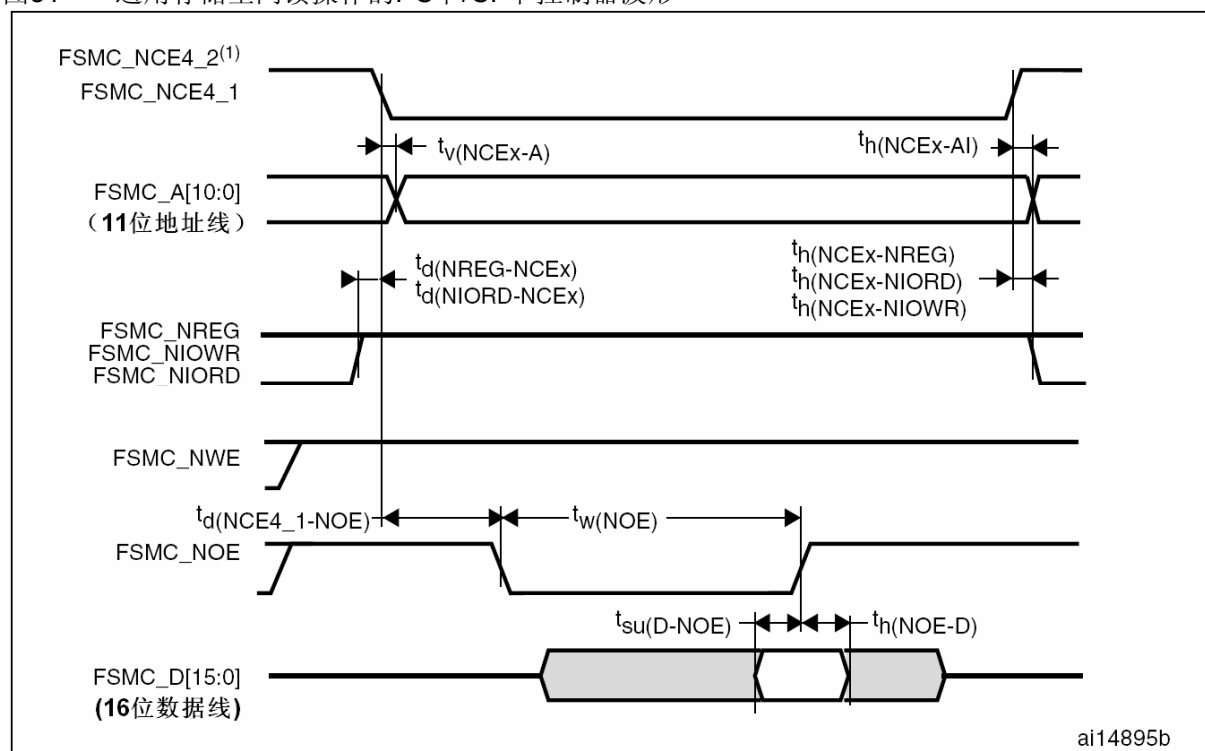 FSMC_NCE4_2(1)
FSMC_NCE4_1
tv(NCEx-A)
th(NCEx-AI)
FSMC_A[10:0]
（11位地址线）
td(NREG-NCEx)
td(NIORD-NCEx)
th(NCEx-NREG)
th(NCEx-NIORD)
th(NCEx-NIOWR)
FSMC_NREG
FSMC_NIOWR
FSMC_NIORD
FSMC_NWE
td(NCE4_1-NOE)
tw(NOE)
FSMC_NOE
tsu(D-NOE)
th(NOE-D)
FSMC_D[15:0]
(16位数据线)
ai14895b